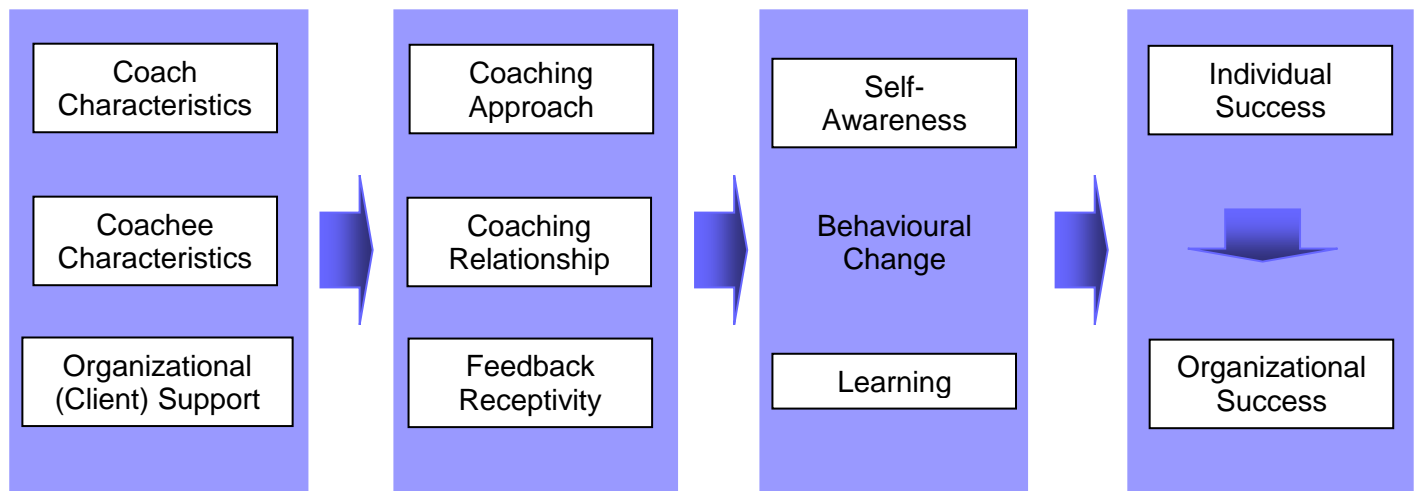 Coach
Characteristics
Coachee
Characteristics
Organizational
(Client) Support
Coaching
Approach
Coaching
Relationship
Feedback
Receptivity
Self-
Awareness
Behavioural
Change
Learning
Individual
Success
Organizational
Success